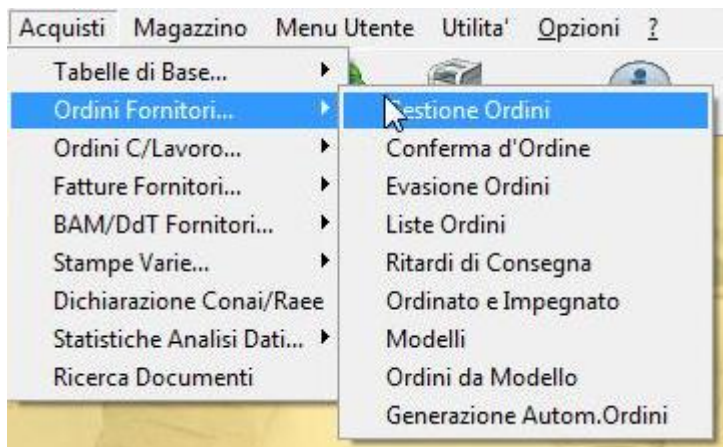 Acquisti Magazzino Menu Utente Utilita' Opzioni ?
Tabelle di Base...
Ordini Fornitori...
Ordini C/Lavoro...
Fatture Fornitori...
BAM/DdT Fornitori...
Stampe Varie...
Dichiarazione Conai/Raee
Statistiche Analisi Dati...
Ricerca Documenti
Gestione Ordini
Conferma d'Ordine
Evasione Ordini
Liste Ordini
Ritardi di Consegna
Ordinato e Impegnato
Modelli
Ordini da Modello
Generazione Autom.Ordini